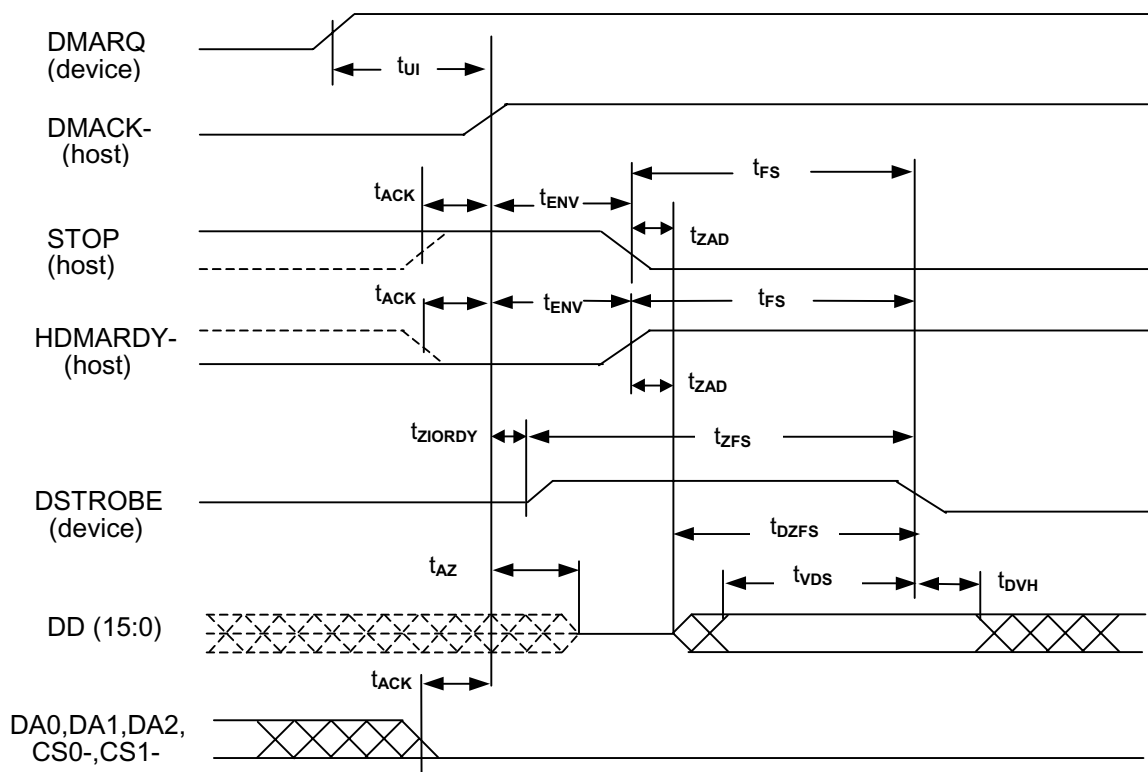 DMARQ
(device)
tUI
DMACK-
(host)
tFS
tACK
tENV
STOP
(host)
tZAD
tACK
tENV
tFS
HDMARDY-
(host)
tZAD
tZIORDY
tZFS
DSTROBE
(device)
tDZFS
tAZ
tVDS
tDVH
DD (15:0)
tACK
DA0,DA1,DA2,
CS0-,CS1-